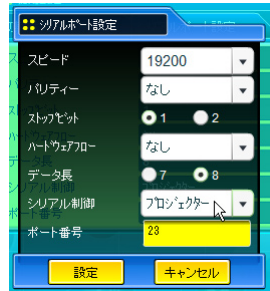 ｼﾘｱﾙﾎﾟｰﾄ設定
スピード 19200
パリティー なし
ｽﾄｯﾌﾟﾋﾞｯﾄ 1 2
ﾊｰﾄﾞｳｪｱﾌﾛｰ なし
データ長 7 8
シリアル制御 ﾌﾟﾛｼﾞｪｸﾀｰ
ポート番号 23
設定 キャンセル